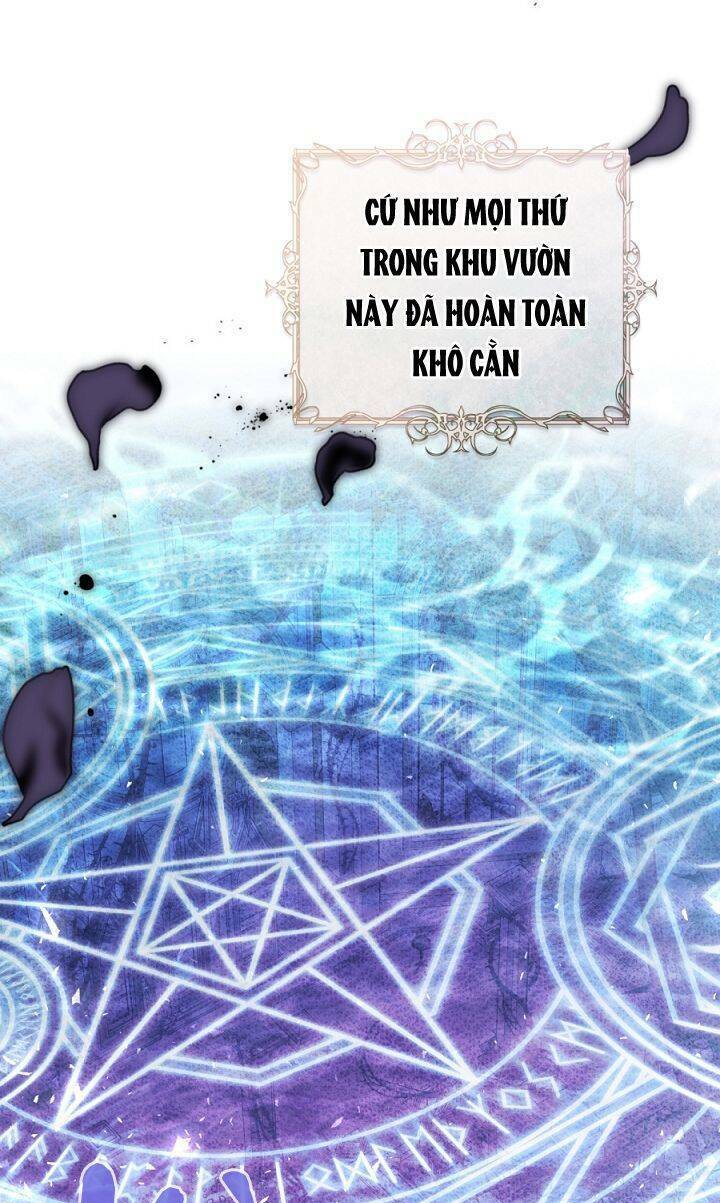 CỨ NHƯ MỌI THỨ
TRONG KHU VƯỜN
NÀY ĐÃ HOÀN TOÀN
KHÔ CẰN